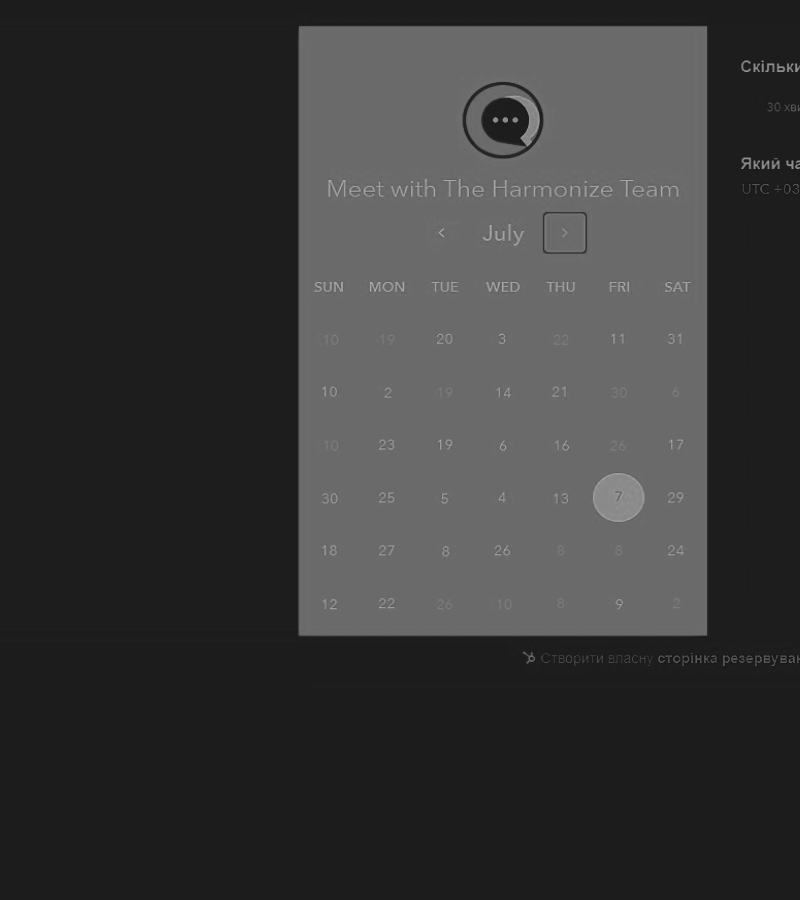 Скільки
30 хви
Meet with The Harmonize Team
Який ча
UTC +03
July
SUN MON TUE WED THU FRI SAT
10 19 20 3 22 11 31
10 2 19 14 21 30 6
10 23 19 6 16 26 17
30 25 5 4 13 7 29
18 27 8 26 8 8 24
12 22 26 10 8 9 2
Створити власну сторінка резервуван